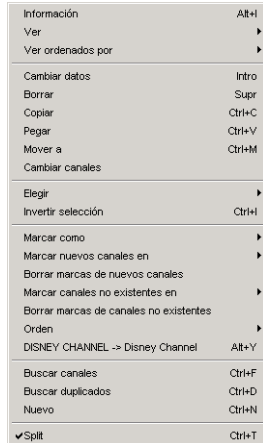 Información Alt+I
Ver
Ver ordenados por
Cambiar datos Intro
Borrar Supr
Copiar Ctrl+C
Pegar Ctrl+V
Mover a Ctrl+M
Cambiar canales
Elegir
Invertir selección Ctrl+I
Marcar como
Marcar nuevos canales en
Borrar marcas de nuevos canales
Marcar canales no existentes en
Borrar marcas de canales no existentes
Orden
DISNEY CHANNEL -> Disney Channel Alt+Y
Buscar canales Ctrl+F
Buscar duplicados Ctrl+D
Nuevo Ctrl+N
Split Ctrl+T